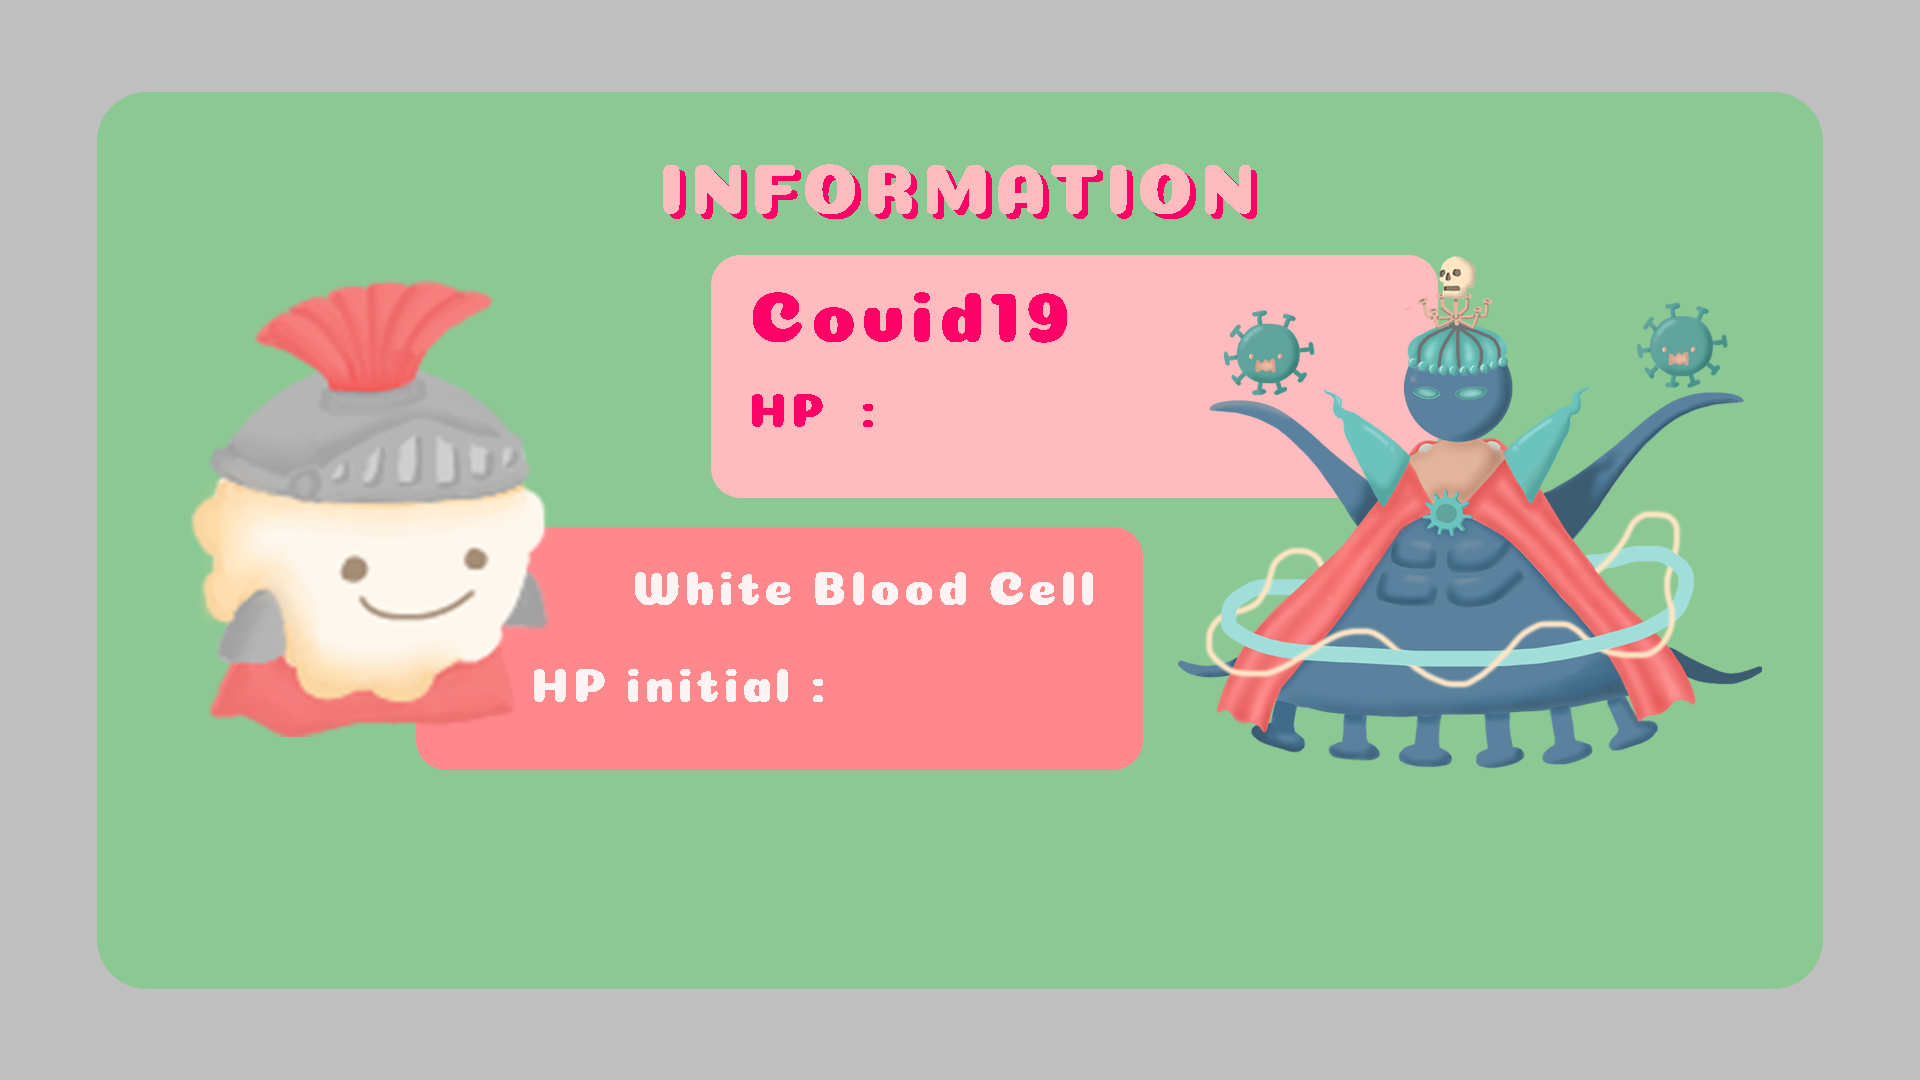 INFORMATION
Covid19
HP :
White Blood Cell
HP initial :